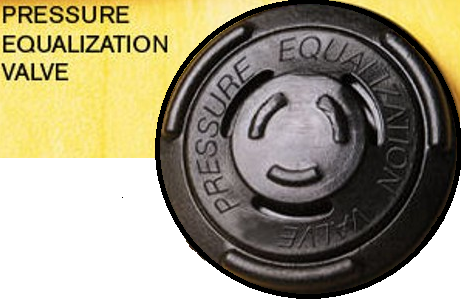 PRESSURE
EQUALIZATION
VALVE
PRESSURE EQUALIZATION VALVE